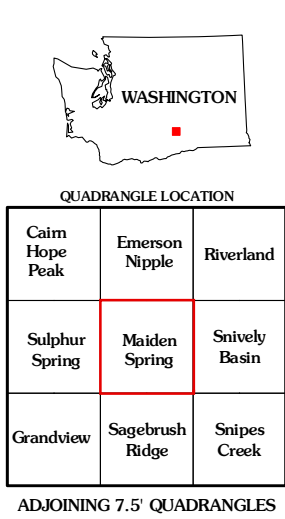 WASHINGTON
QUADRANGLE LOCATION
Cairn
Hope
Peak
Emerson
Nipple
Riverland
Sulphur
Spring
Maiden
Spring
Snively
Basin
Grandview
Sagebrush
Ridge
Snipes
Creek
ADJOINING 7.5' QUADRANGLES